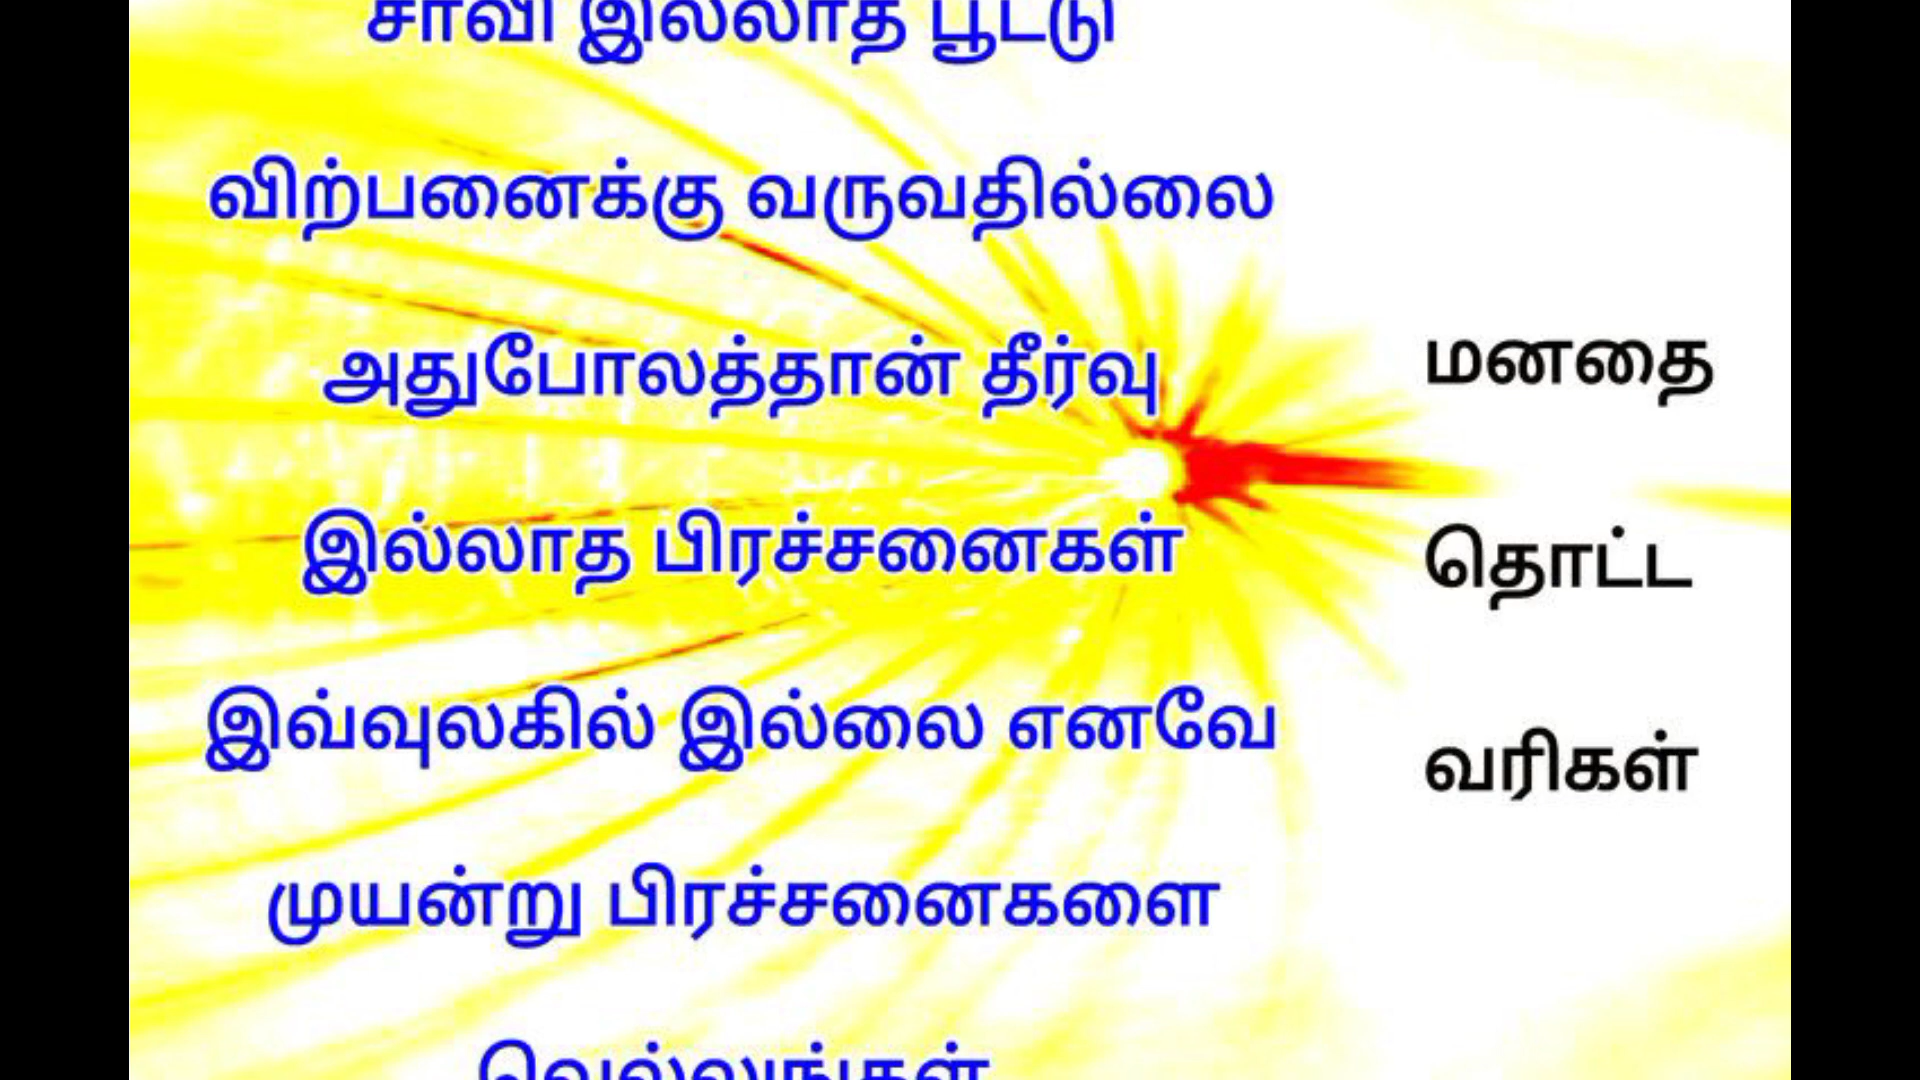 சாவி இல்லாத பூட்டு
விற்பனைக்கு வருவதில்லை
அதுபோலத்தான் தீர்வு
இல்லாத பிரச்சனைகள்
இவ்வுலகில் இல்லை எனவே
முயன்று பிரச்சனைகளை
வெல்லுங்கள்
மனதை
தொட்ட
வரிகள்